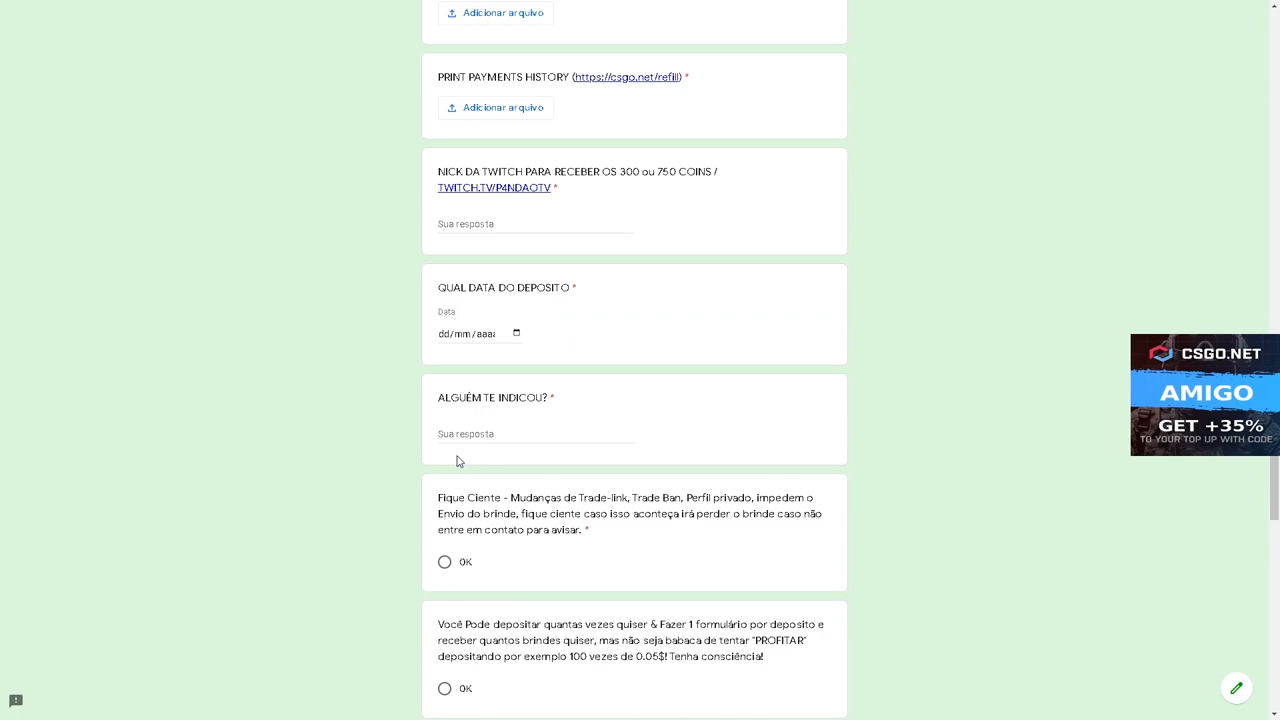 Adicionar arquivo
PRINT PAYMENTS HISTORY (https://csgo.net/refill) *
Adicionar arquivo
NICK DA TWITCH PARA RECEBER OS 300 ou 750 COINS /
TWITCH.TV/P4NDAOTV *
Sua resposta
QUAL DATA DO DEPOSITO *
Data
dd/mm/aaaa
ALGUÉM TE INDICOU? *
Sua resposta
CSGO.NET
AMIGO
GET +35%
TO YOUR TOP UP WITH CODE
Fique Ciente - Mudanças de Trade-link, Trade Ban, Perfil privado, impedem o
Envio do brinde, fique ciente caso isso aconteça irá perder o brinde caso não
entre em contato para avisar. *
OK
Você Pode depositar quantas vezes quiser & Fazer 1 formulário por deposito e
receber quantos brindes quiser, mas não seja babaca de tentar "PROFITAR"
depositando por exemplo 100 vezes de 0.05$! Tenha consciência!
OK